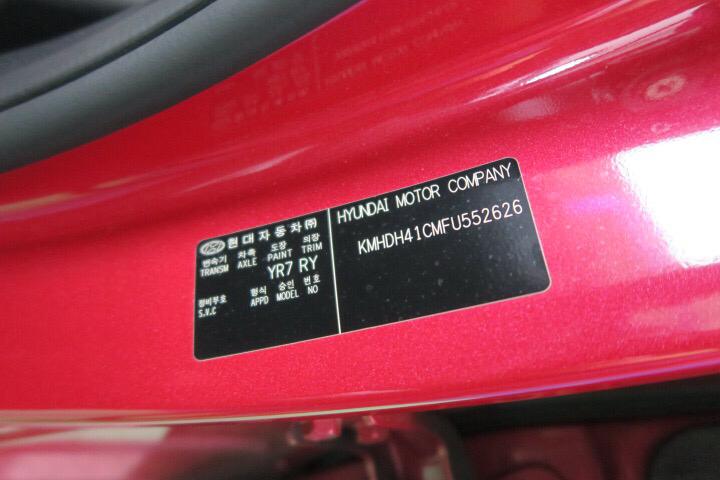 현대자동차㈜
변속기 차축 도장 의장
TRANSM AXLE PAINT TRIM
YR7 RY
정비부호 형식 승인 번호
S.V.C APPD MODEL NO
HYUNDAI MOTOR COMPANY
KMHDH41CMFU552626